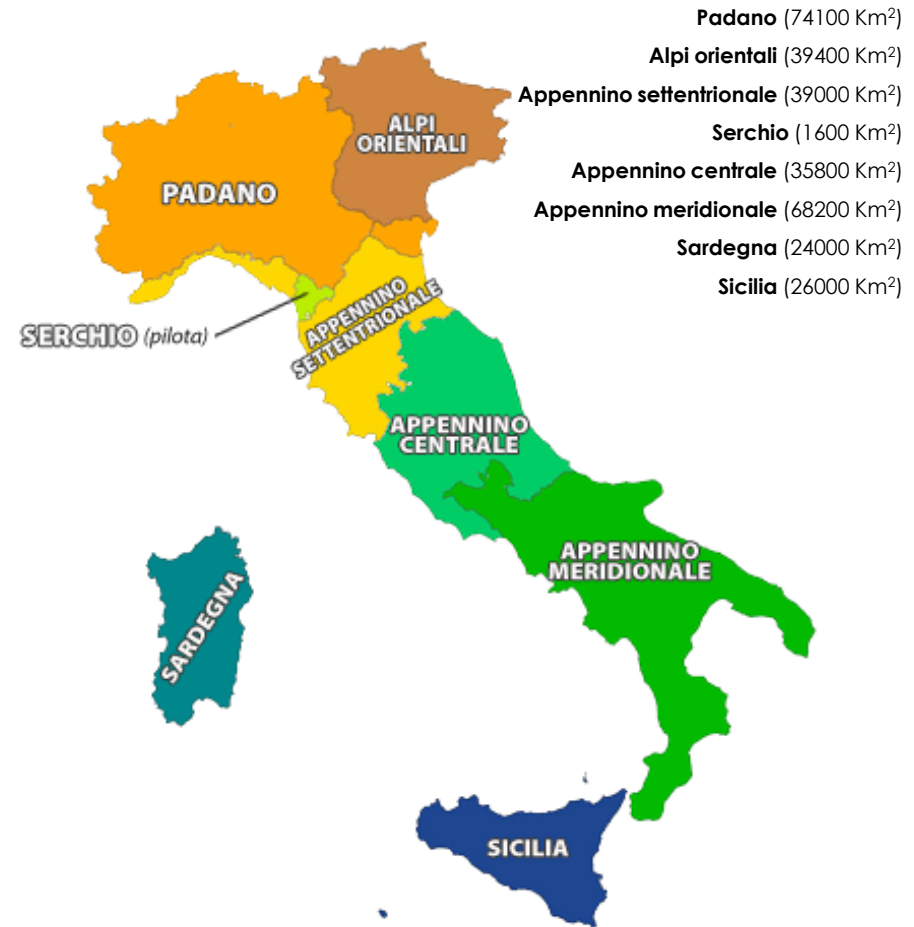 Padano (74100 Km²)
Alpi orientali (39400 Km²)
Appennino settentrionale (39000 Km²)
Serchio (1600 Km²)
Appennino centrale (35800 Km²)
Appennino meridionale (68200 Km²)
Sardegna (24000 Km²)
Sicilia (26000 Km²)
ALPI
ORIENTALI
PADANO
APPENNINO
SETTENTRIONALE
SERCHIO (pilota)
APPENNINO
CENTRALE
APPENNINO
MERIDIONALE
SARDEGNA
SICILIA